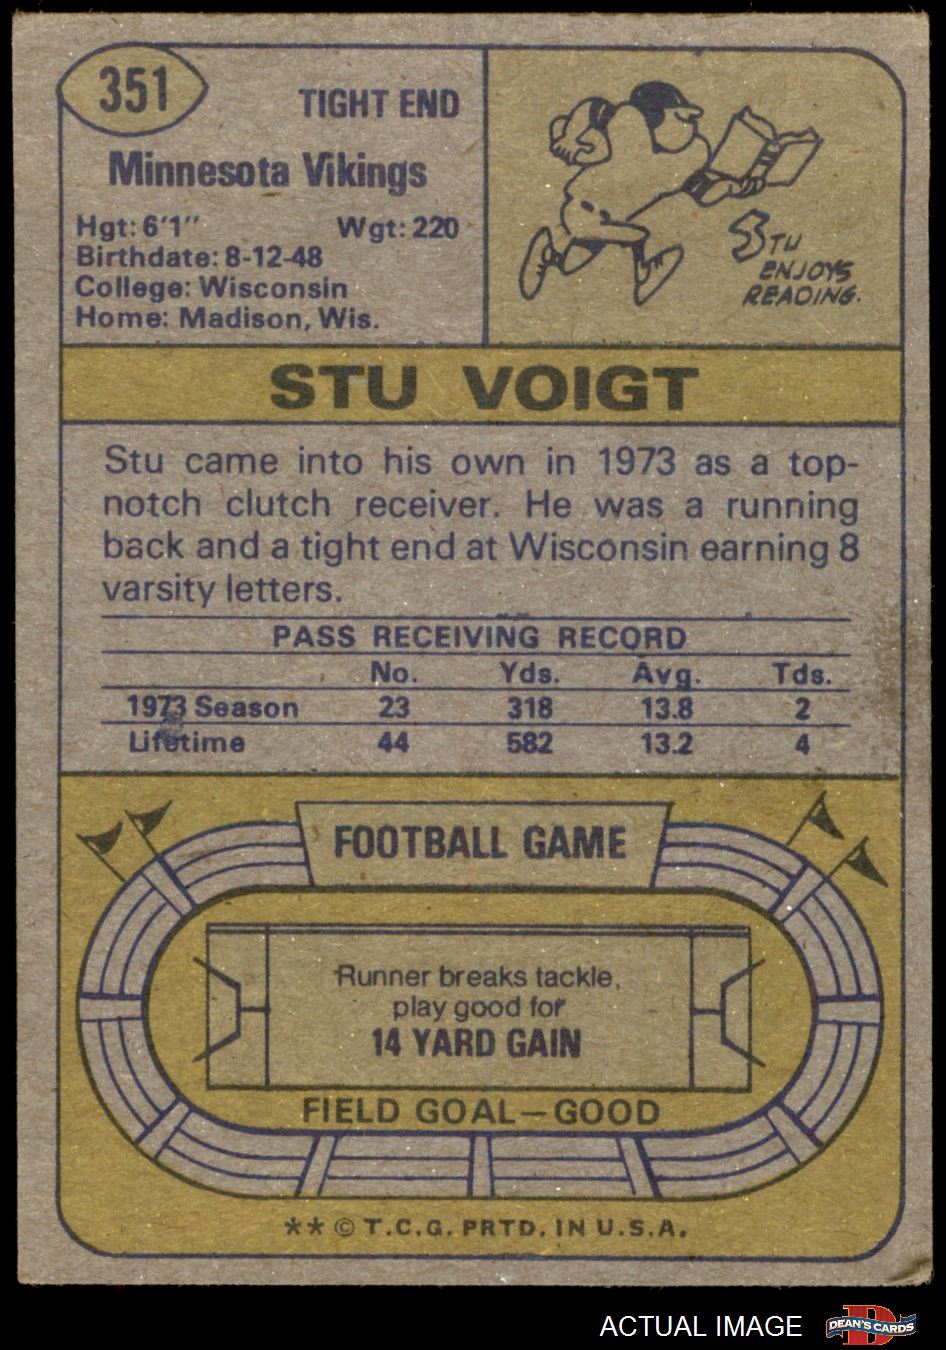 351
TIGHT END
Minnesota Vikings
Hgt: 6'1" Wgt: 220
Birthdate: 8-12-48
College: Wisconsin
Home: Madison, Wis.
STU
ENJOYS
READING.
STU VOIGT
Stu came into his own in 1973 as a top-
notch clutch receiver. He was a running
back and a tight end at Wisconsin earning 8
varsity letters.
PASS RECEIVING RECORD
No. Yds. Avg. Tds.
1973 Season 23 318 13.8 2
Lifetime 44 582 13.2 4
FOOTBALL GAME
Runner breaks tackle,
play good for
14 YARD GAIN
FIELD GOAL—GOOD
** © T.C.G. PRTD. IN U.S.A.
ACTUAL IMAGE
D
DEAN'S CARDS